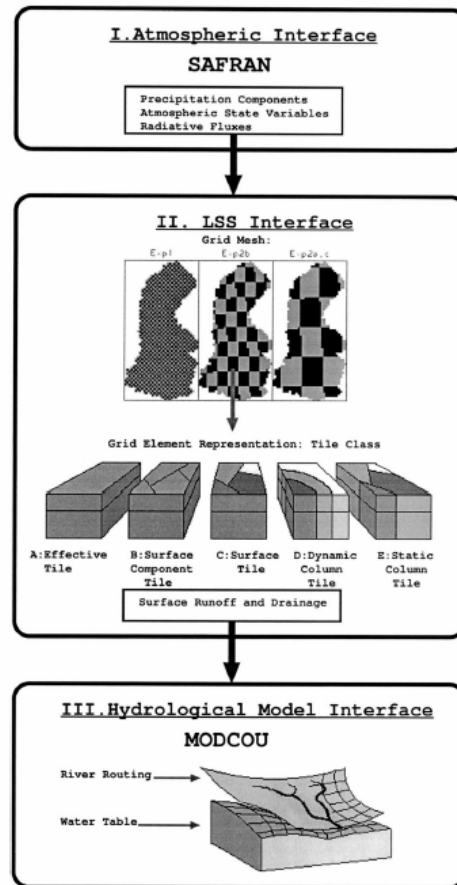 I.Atmospheric Interface
SAFRAN
Precipitation Components
Atmospheric State Variables
Radiative Fluxes
II. LSS Interface
Grid Mesh:
E-p1 E-p2b E-p2a,c
Grid Element Representation: Tile Class
A:Effective B:Surface C:Surface D:Dynamic E:Static
Tile Component Tile Column Column
Tile Tile Tile
Surface Runoff and Drainage
III.Hydrological Model Interface
MODCOU
River Routing
Water Table